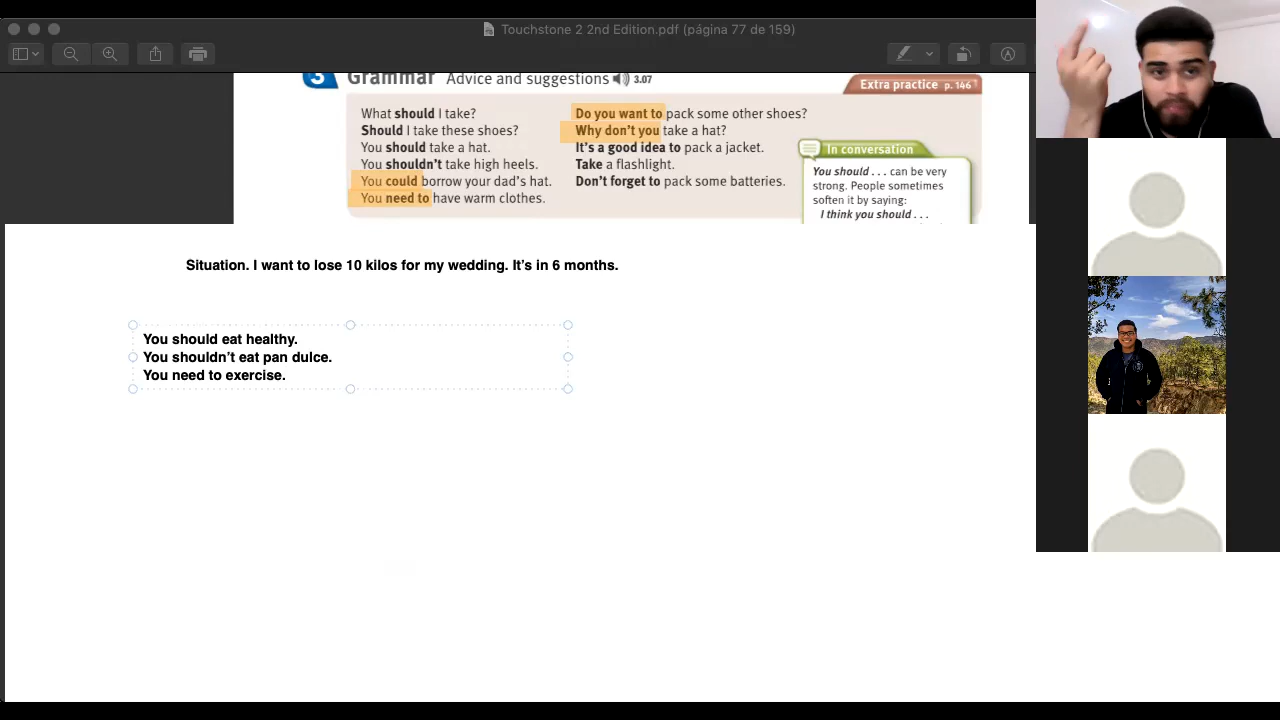 Touchstone 2 2nd Edition.pdf (página 77 de 159)
3 Grammar Advice and suggestions 3.07
Extra practice p. 146
What should I take?
Should I take these shoes?
You should take a hat.
You shouldn't take high heels.
You could borrow your dad's hat.
You need to have warm clothes.
Do you want to pack some other shoes?
Why don't you take a hat?
It's a good idea to pack a jacket.
Take a flashlight.
Don't forget to pack some batteries.
In conversation
You should . . . can be very
strong. People sometimes
soften it by saying:
I think you should . . .
Situation. I want to lose 10 kilos for my wedding. It's in 6 months.
You should eat healthy.
You shouldn't eat pan dulce.
You need to exercise.